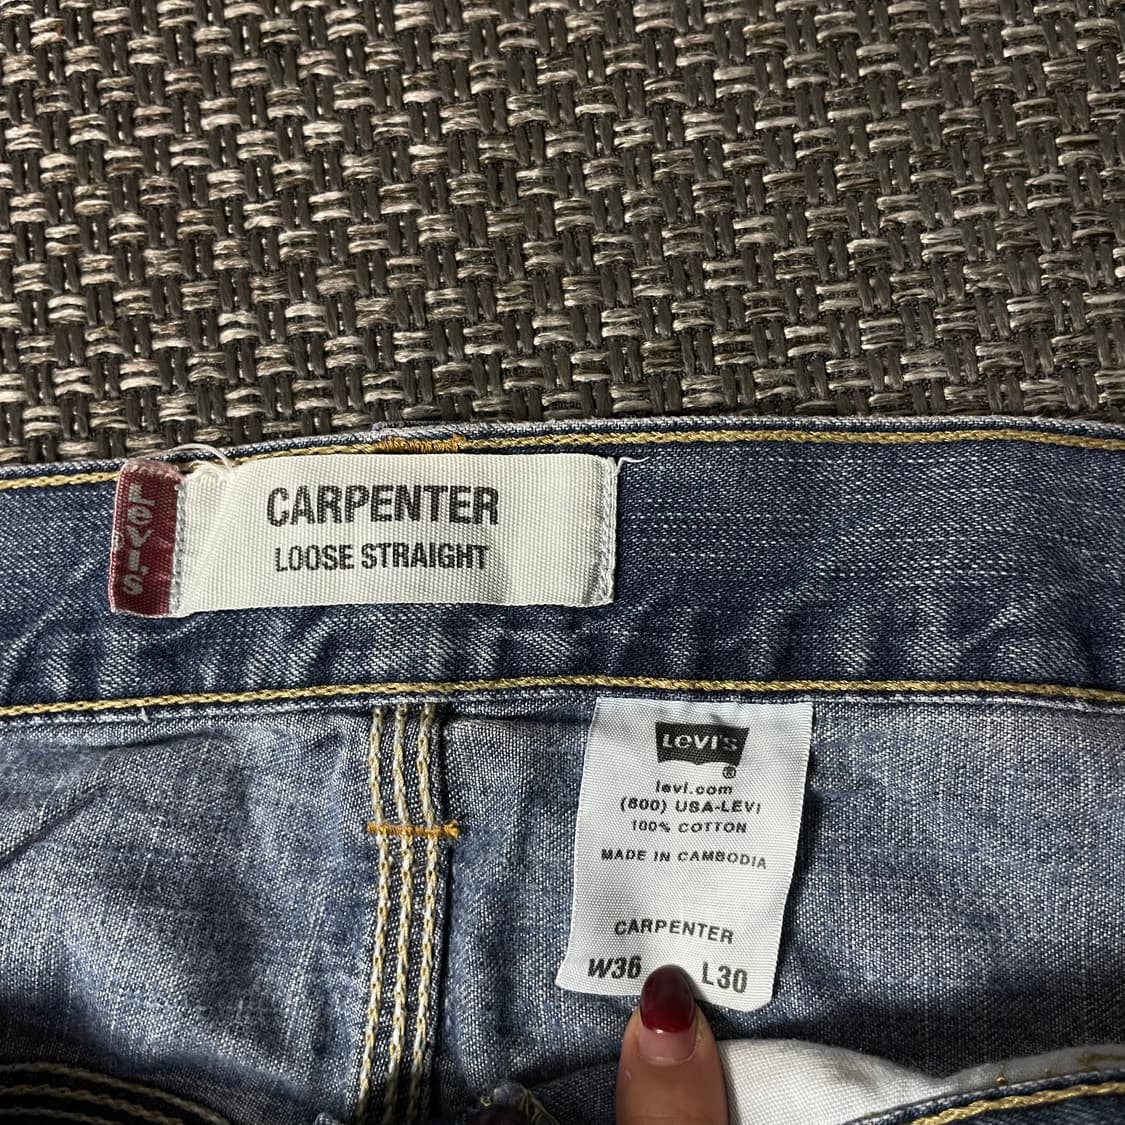 Levi's
CARPENTER
LOOSE STRAIGHT
Levi's
®
levi.com
(800) USA-LEVI
100% COTTON
MADE IN CAMBODIA
CARPENTER
W36 L30